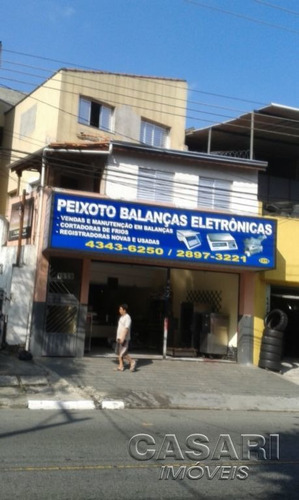 PEIXOTO BALANÇAS ELETRÔNICAS
- VENDAS E MANUTENÇÃO EM BALANÇAS
- CORTADORAS DE FRIOS
- REGISTRADORAS NOVAS E USADAS
4343-6250 / 2897-3221
CASARI
IMÓVEIS